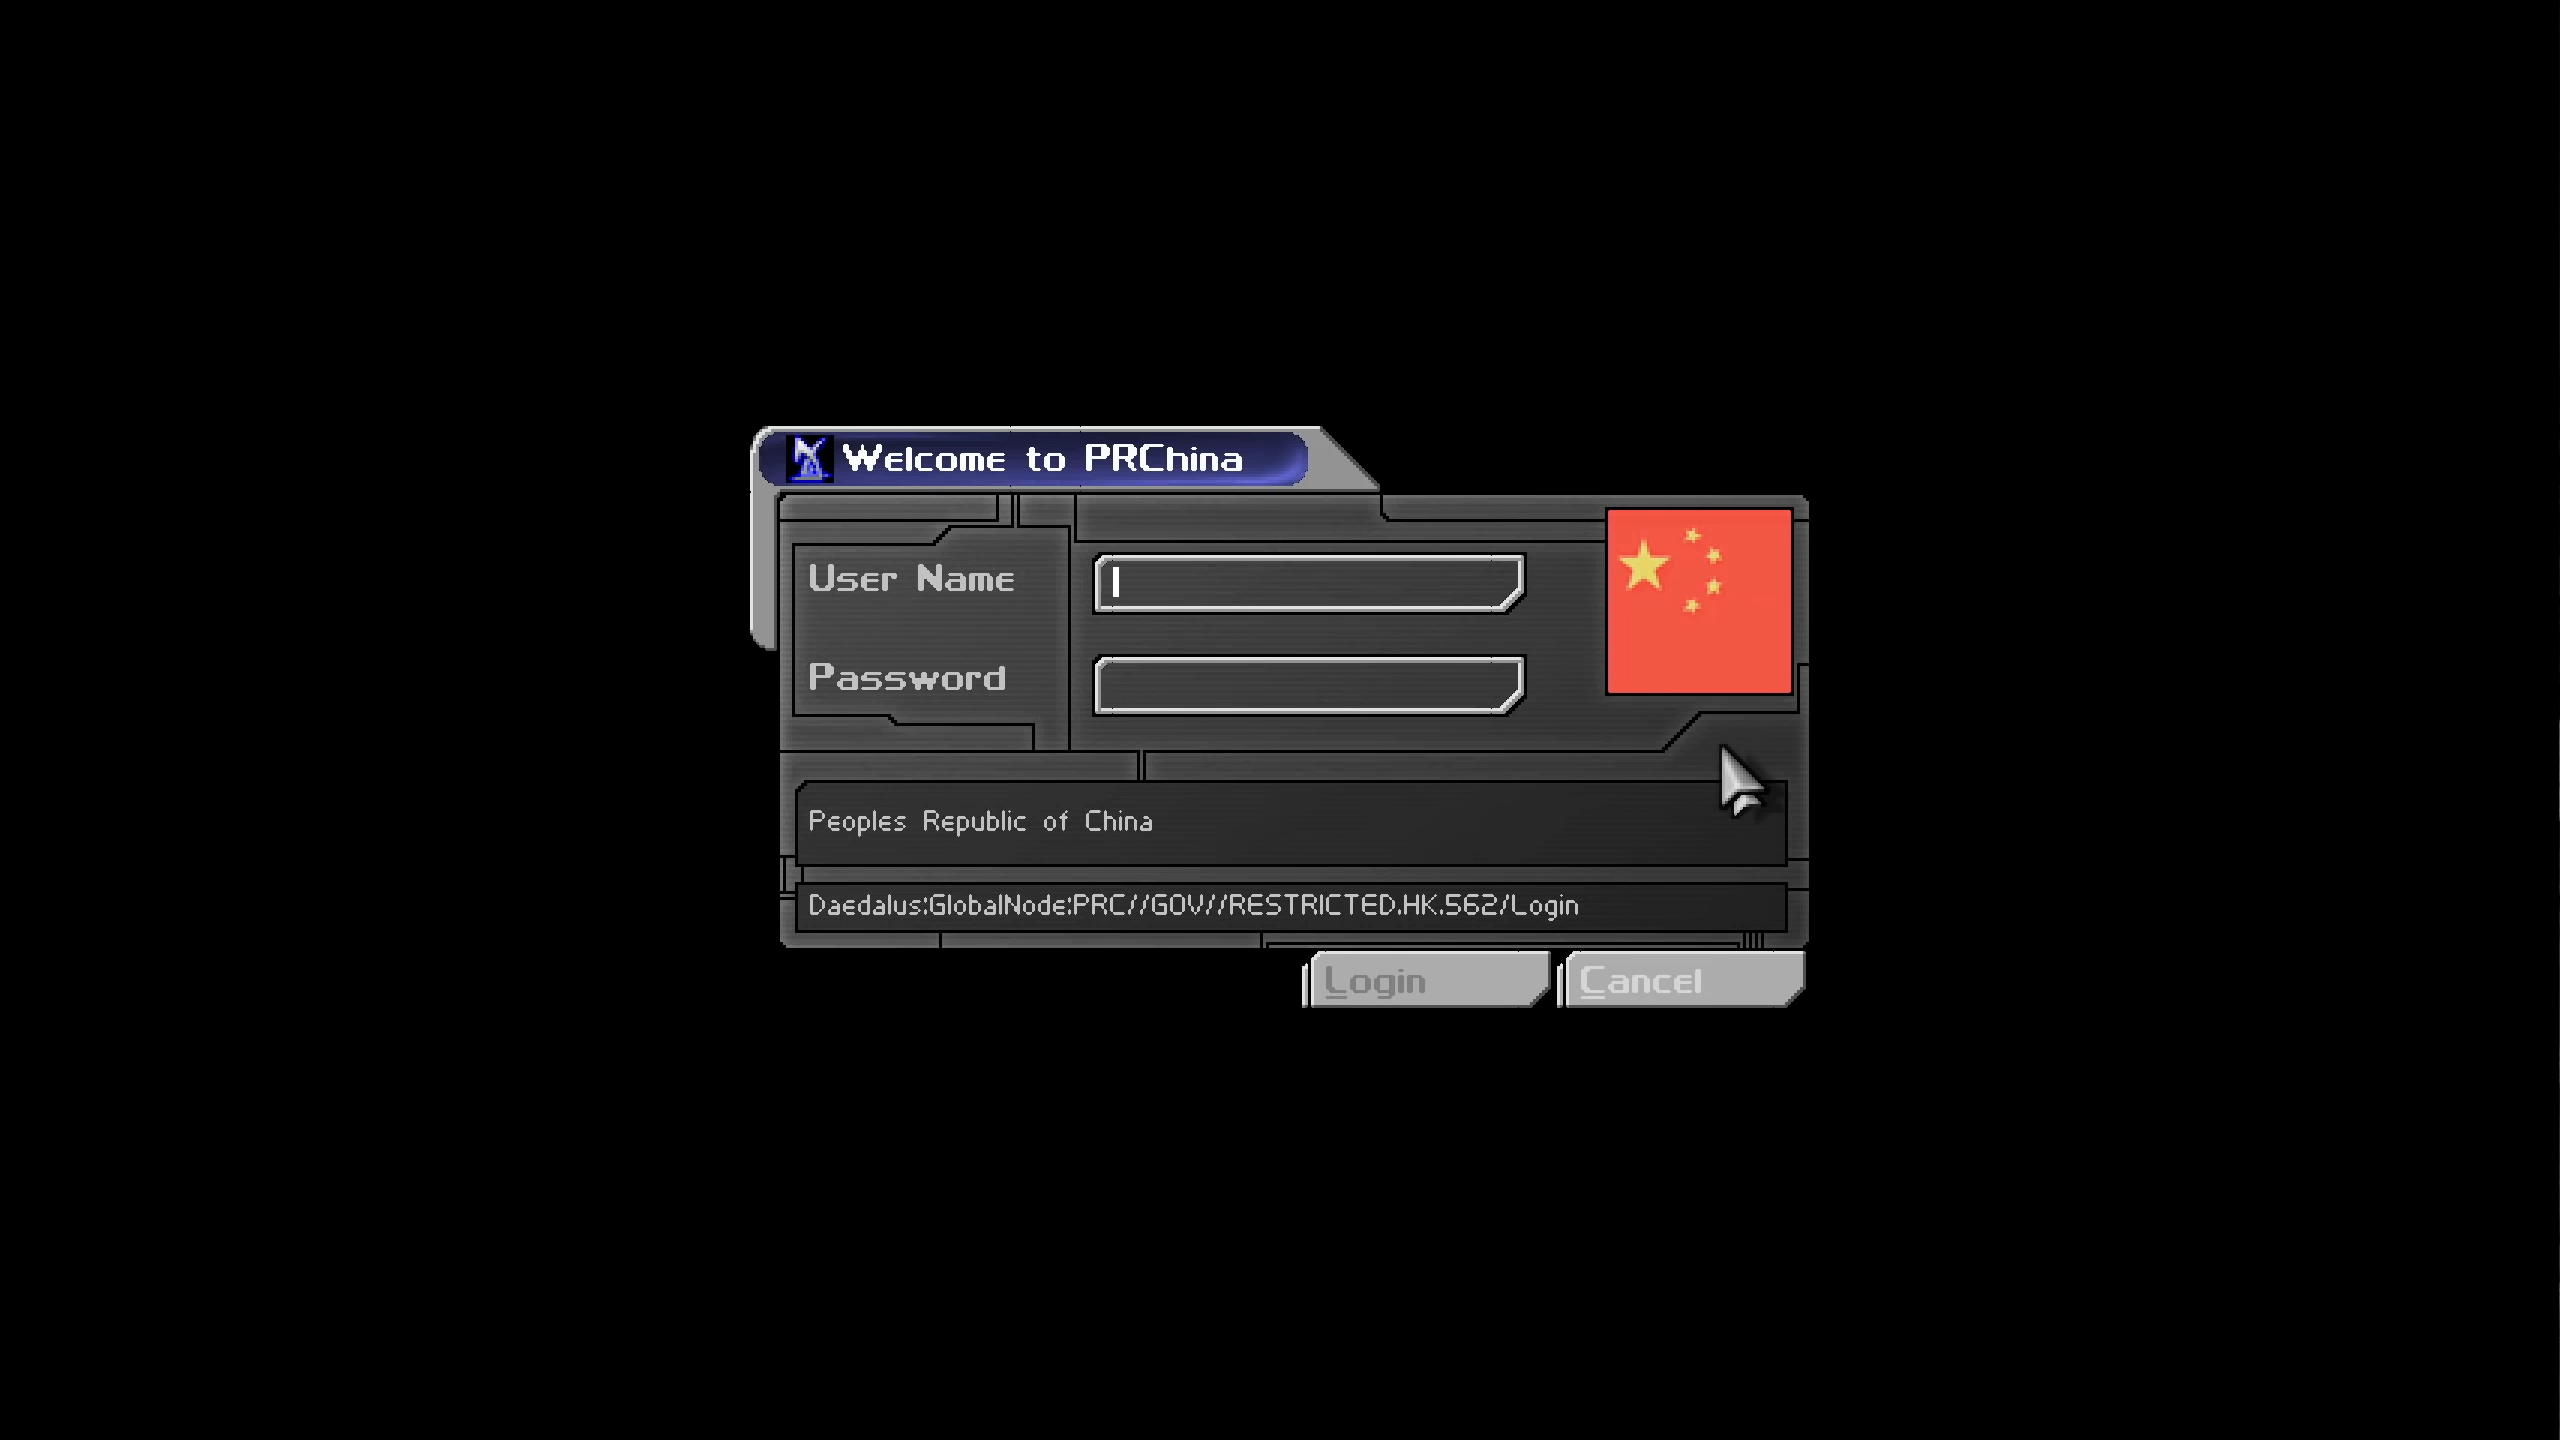 Welcome to PRChina
User Name
Password
Peoples Republic of China
Daedalus:GlobalNode:PRC//GOV//RESTRICTED.HK.562/Login
Login
Cancel